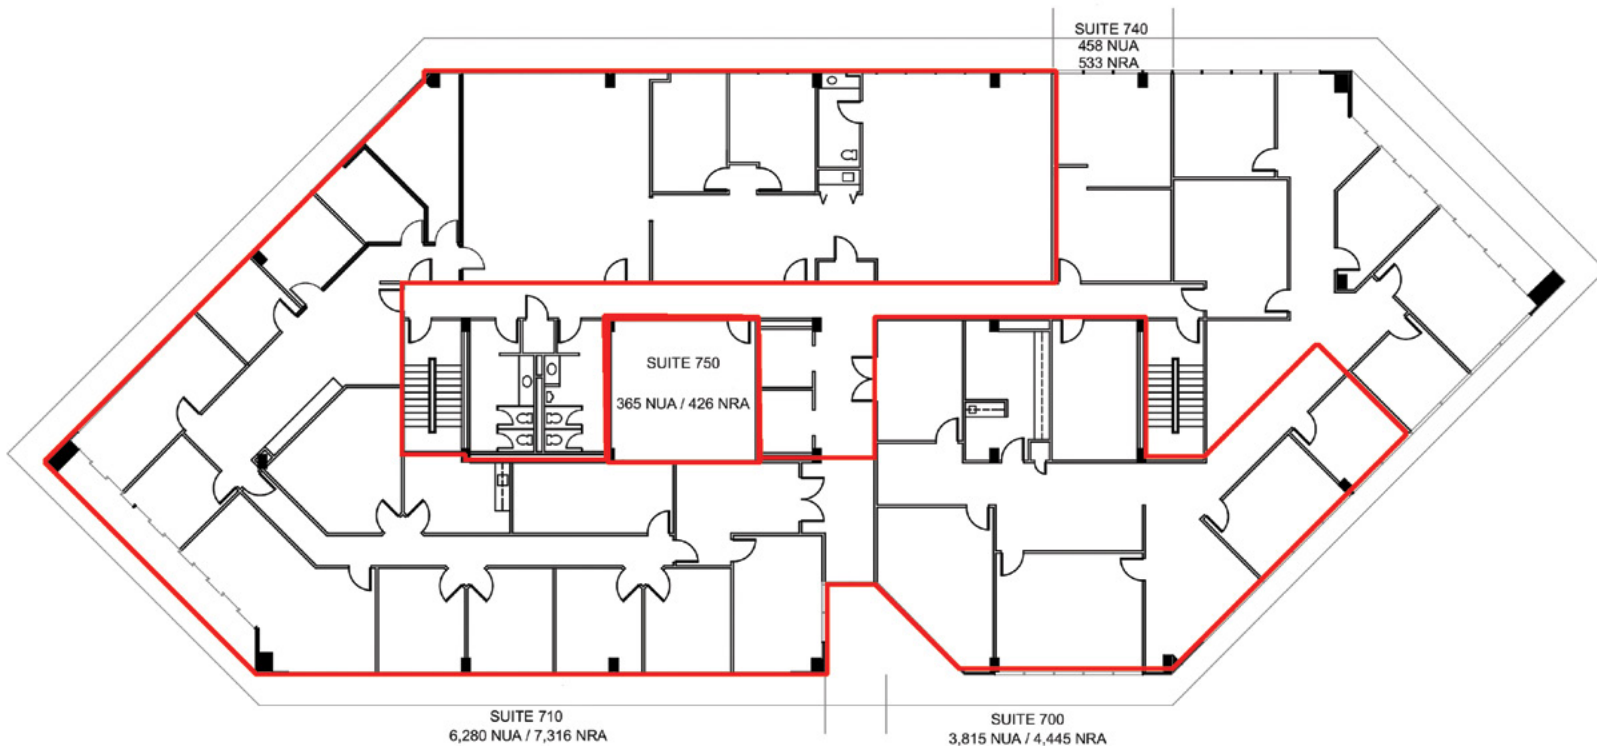 SUITE 740
458 NUA
533 NRA
SUITE 750
365 NUA / 426 NRA
SUITE 710
6,280 NUA / 7,316 NRA
SUITE 700
3,815 NUA / 4,445 NRA